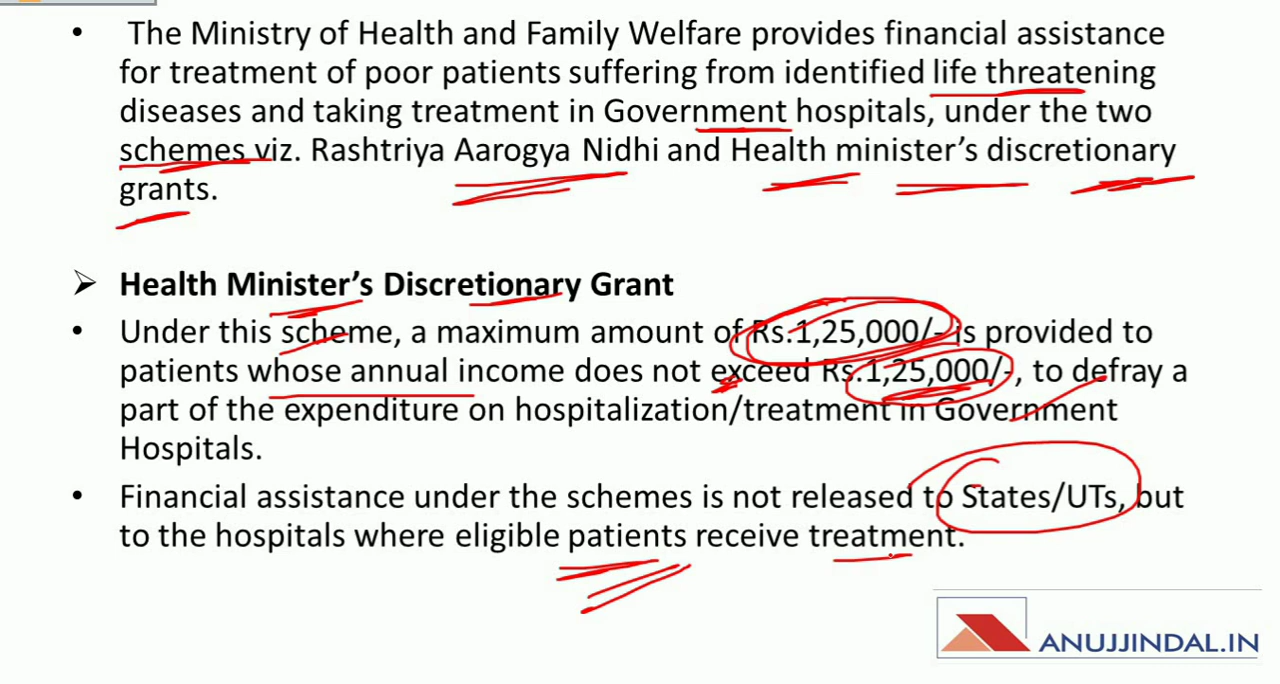 • The Ministry of Health and Family Welfare provides financial assistance
for treatment of poor patients suffering from identified life threatening
diseases and taking treatment in Government hospitals, under the two
schemes viz. Rashtriya Aarogya Nidhi and Health minister's discretionary
grants.
➢ Health Minister's Discretionary Grant
• Under this scheme, a maximum amount of Rs.1,25,000/- is provided to
patients whose annual income does not exceed Rs.1,25,000/-, to defray a
part of the expenditure on hospitalization/treatment in Government
Hospitals.
• Financial assistance under the schemes is not released to States/UTs, but
to the hospitals where eligible patients receive treatment.
ANUJJINDAL.IN